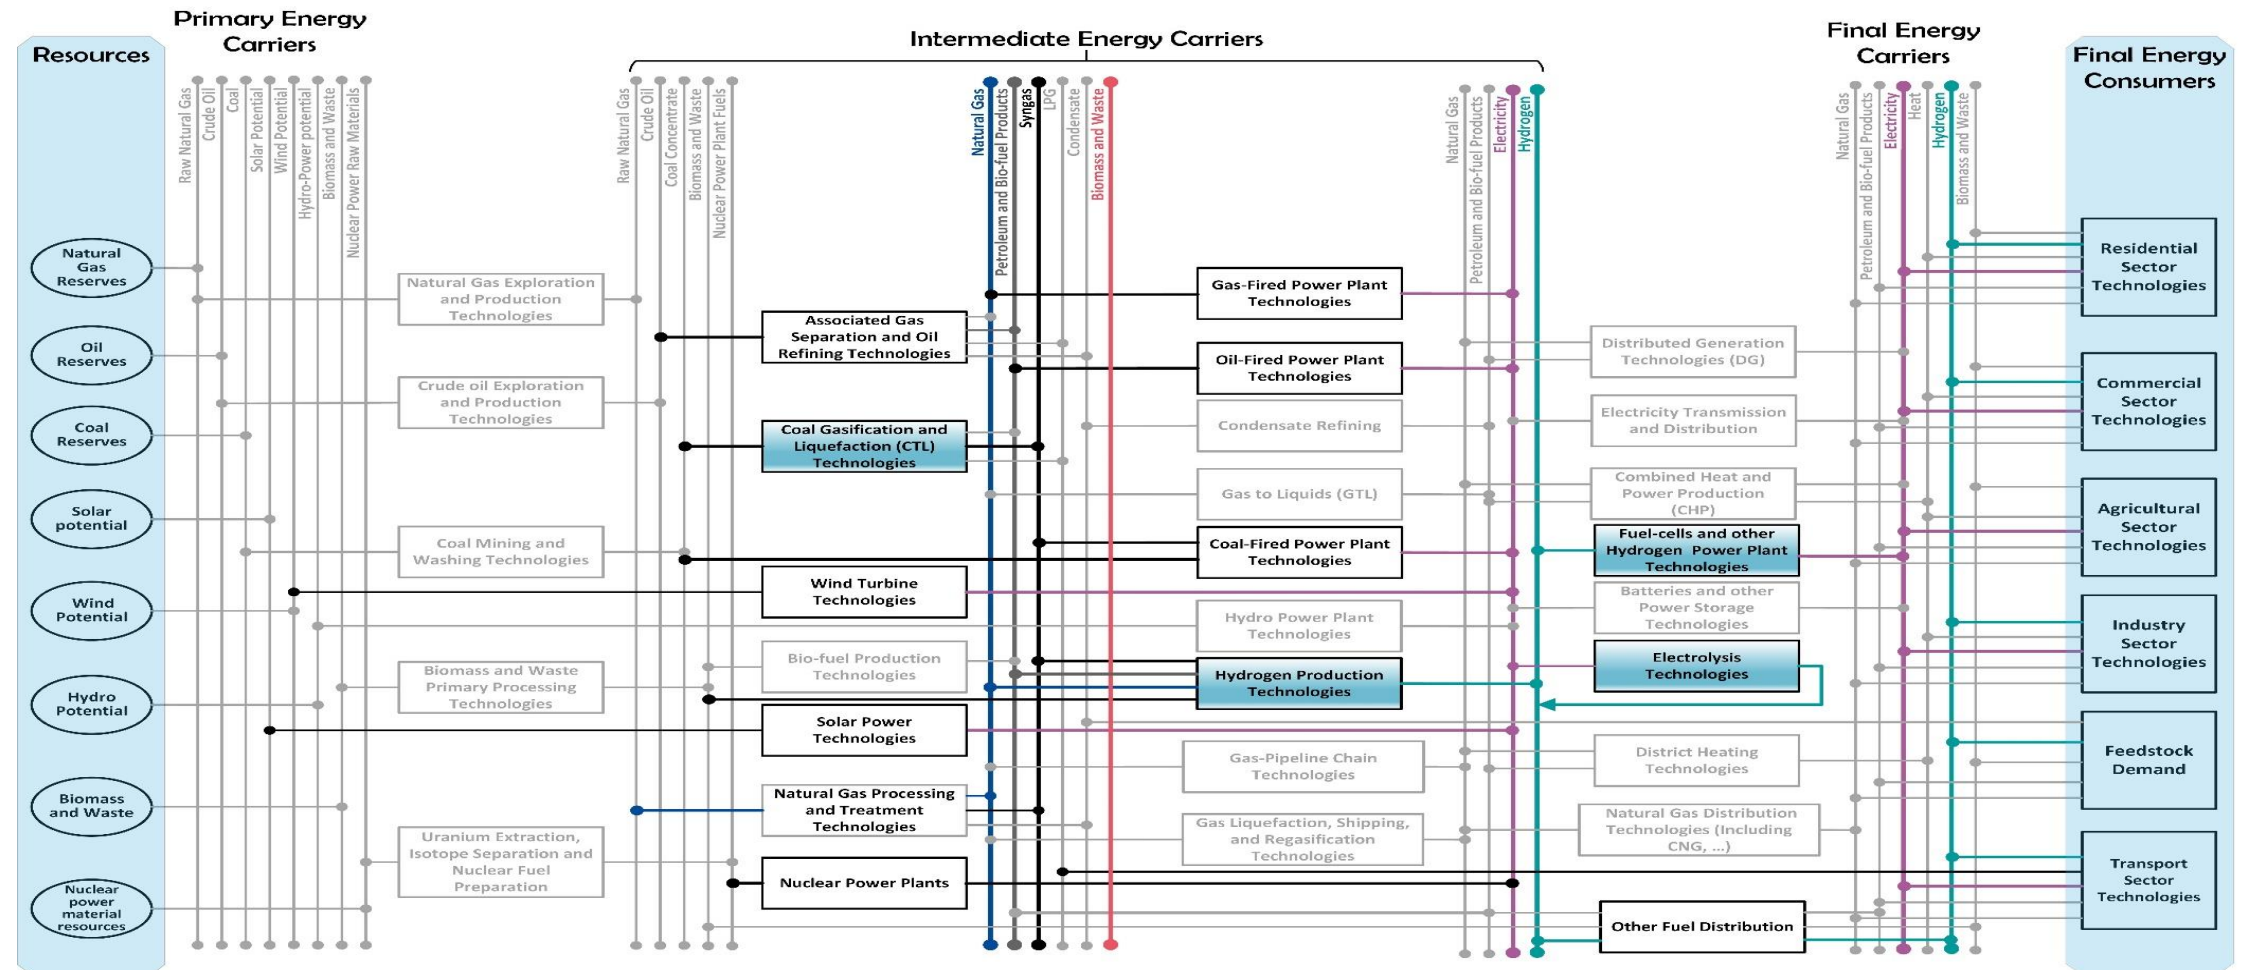 Primary Energy
Carriers
Intermediate Energy Carriers
Final Energy
Carriers
Resources
Final Energy
Consumers
Raw Natural Gas
Crude Oil
Coal
Solar Potential
Wind Potential
Hydro-Power potential
Biomass and Waste
Nuclear Power Raw Materials
Raw Natural Gas
Crude Oil
Coal Concentrate
Biomass and Waste
Nuclear Power Plant Fuels
Natural Gas
Petroleum and Bio-fuel Products
Syngas
LPG
Condensate
Biomass and Waste
Natural Gas
Petroleum and Bio-fuel Products
Electricity
Hydrogen
Natural Gas
Petroleum and Bio-fuel Products
Electricity
Heat
Hydrogen
Biomass and Waste
Natural
Gas
Reserves
Oil
Reserves
Coal
Reserves
Solar
potential
Wind
Potential
Hydro
Potential
Biomass
and Waste
Nuclear
power
material
resources
Natural Gas Exploration
and Production
Technologies
Crude oil Exploration
and Production
Technologies
Coal Mining and
Washing Technologies
Biomass and Waste
Primary Processing
Technologies
Uranium Extraction,
Isotope Separation and
Nuclear Fuel
Preparation
Associated Gas
Separation and Oil
Refining Technologies
Coal Gasification and
Liquefaction (CTL)
Technologies
Wind Turbine
Technologies
Bio-fuel Production
Technologies
Solar Power
Technologies
Natural Gas Processing
and Treatment
Technologies
Nuclear Power Plants
Gas-Fired Power Plant
Technologies
Oil-Fired Power Plant
Technologies
Condensate Refining
Gas to Liquids (GTL)
Coal-Fired Power Plant
Technologies
Hydro Power Plant
Technologies
Hydrogen Production
Technologies
Gas-Pipeline Chain
Technologies
Gas Liquefaction, Shipping,
and Regasification
Technologies
Distributed Generation
Technologies (DG)
Electricity Transmission
and Distribution
Combined Heat and
Power Production
(CHP)
Fuel-cells and other
Hydrogen Power Plant
Technologies
Batteries and other
Power Storage
Technologies
Electrolysis
Technologies
District Heating
Technologies
Natural Gas Distribution
Technologies (Including
CNG, ...)
Other Fuel Distribution
Residential
Sector
Technologies
Commercial
Sector
Technologies
Agricultural
Sector
Technologies
Industry
Sector
Technologies
Feedstock
Demand
Transport
Sector
Technologies